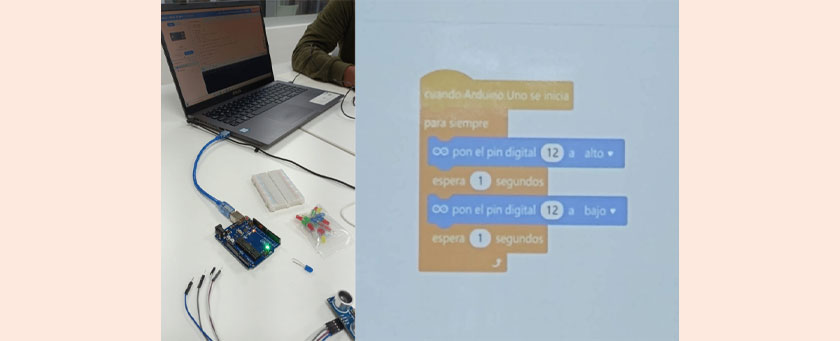 cuando Arduino Uno se inicia
para siempre
pon el pin digital 12 a alto
espera 1 segundos
pon el pin digital 12 a bajo
espera 1 segundos